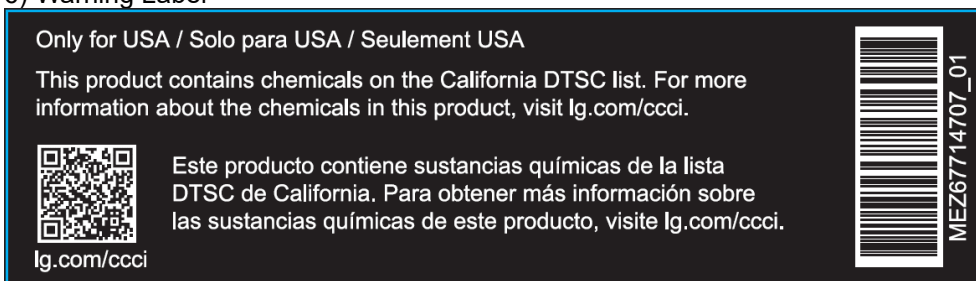 Only for USA / Solo para USA / Seulement USA
This product contains chemicals on the California DTSC list. For more
information about the chemicals in this product, visit lg.com/ccci.
Este producto contiene sustancias químicas de la lista
DTSC de California. Para obtener más información sobre
las sustancias químicas de este producto, visite lg.com/ccci.
lg.com/ccci
MEZ67714707_01